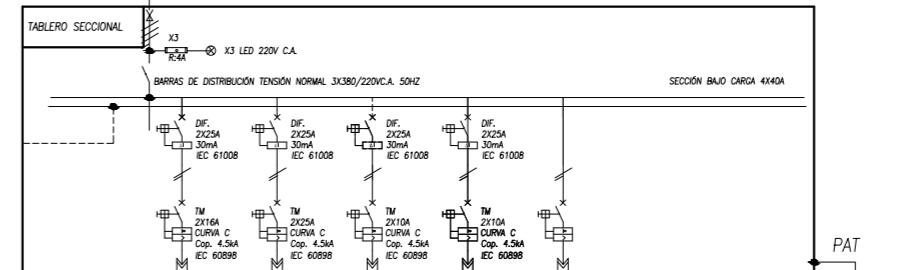 TABLERO SECCIONAL
X3
R:4A
X3 LED 220V C.A.
BARRAS DE DISTRIBUCIÓN TENSIÓN NORMAL 3X380/220VC.A. 50HZ
SECCIÓN BAJO CARGA 4X40A
DIF.
2X25A
30mA
IEC 61008
DIF.
2X25A
30mA
IEC 61008
DIF.
2X25A
30mA
IEC 61008
DIF.
2X25A
30mA
IEC 61008
TM
2X16A
CURVA C
Cap. 4.5kA
IEC 60898
TM
2X25A
CURVA C
Cap. 4.5kA
IEC 60898
TM
2X10A
CURVA C
Cap. 4.5kA
IEC 60898
TM
2X10A
CURVA C
Cap. 4.5kA
IEC 60898
PAT